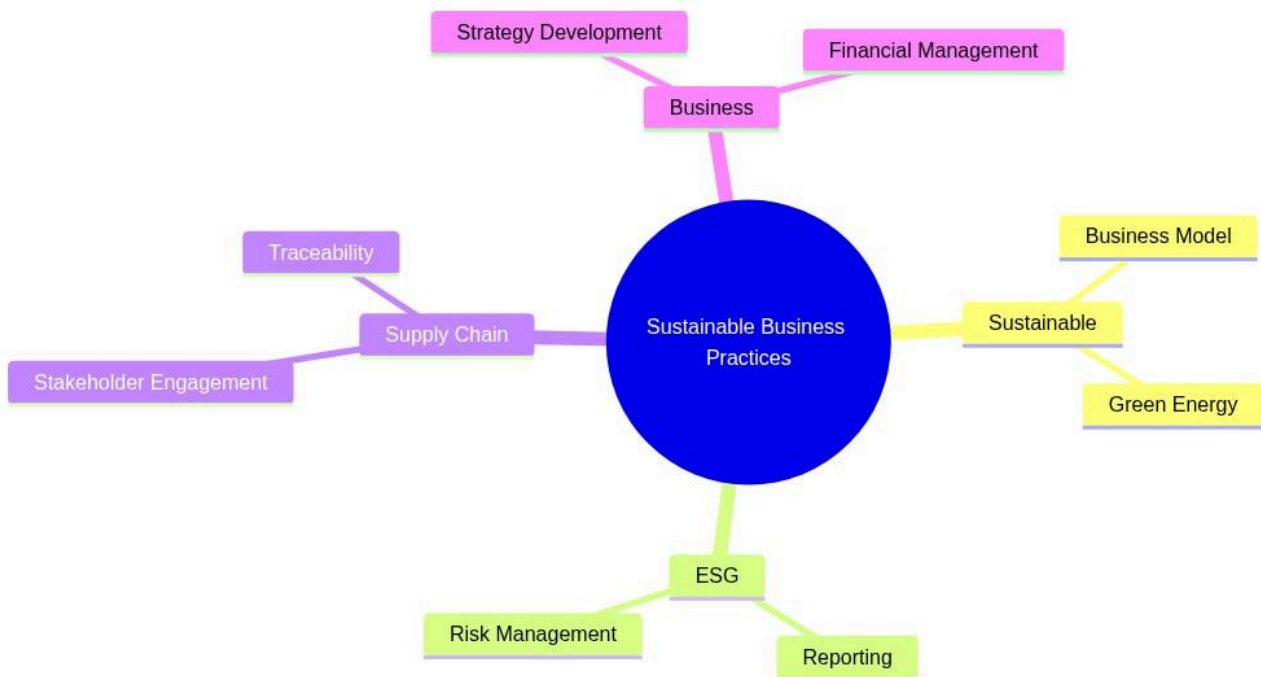 Strategy Development
Financial Management
Business
Business Model
Traceability
Sustainable
Supply Chain
Sustainable Business
Practices
Stakeholder Engagement
Green Energy
ESG
Risk Management
Reporting